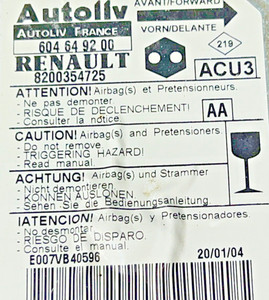 Autoliv
AVANT/FORWARD
AUTOLIV FRANCE
VORN/DELANTE
604 64 92 00
RENAULT
219
8200354725
ACU3
ATTENTION! Airbag(s) et Pretensionneurs.
- Ne pas demonter.
- RISQUE DE DECLENCHEMENT!
- Consulter la notice.
AA
CAUTION! Airbag(s) and Pretensioners
- Do not remove
- TRIGGERING HAZARD!
- Read manual.
ACHTUNG! Airbag(s) und Strammer
- Nicht demontieren
- KONNEN AUSLOSEN
- Sehen Sie die Bedienungsanleitung.
IATENCION! Airbag(s) y Pretensionadores.
- No desmontar
- RIESGO DE DISPARO.
- Consulte el manual.
E007VB40596
20/01/04